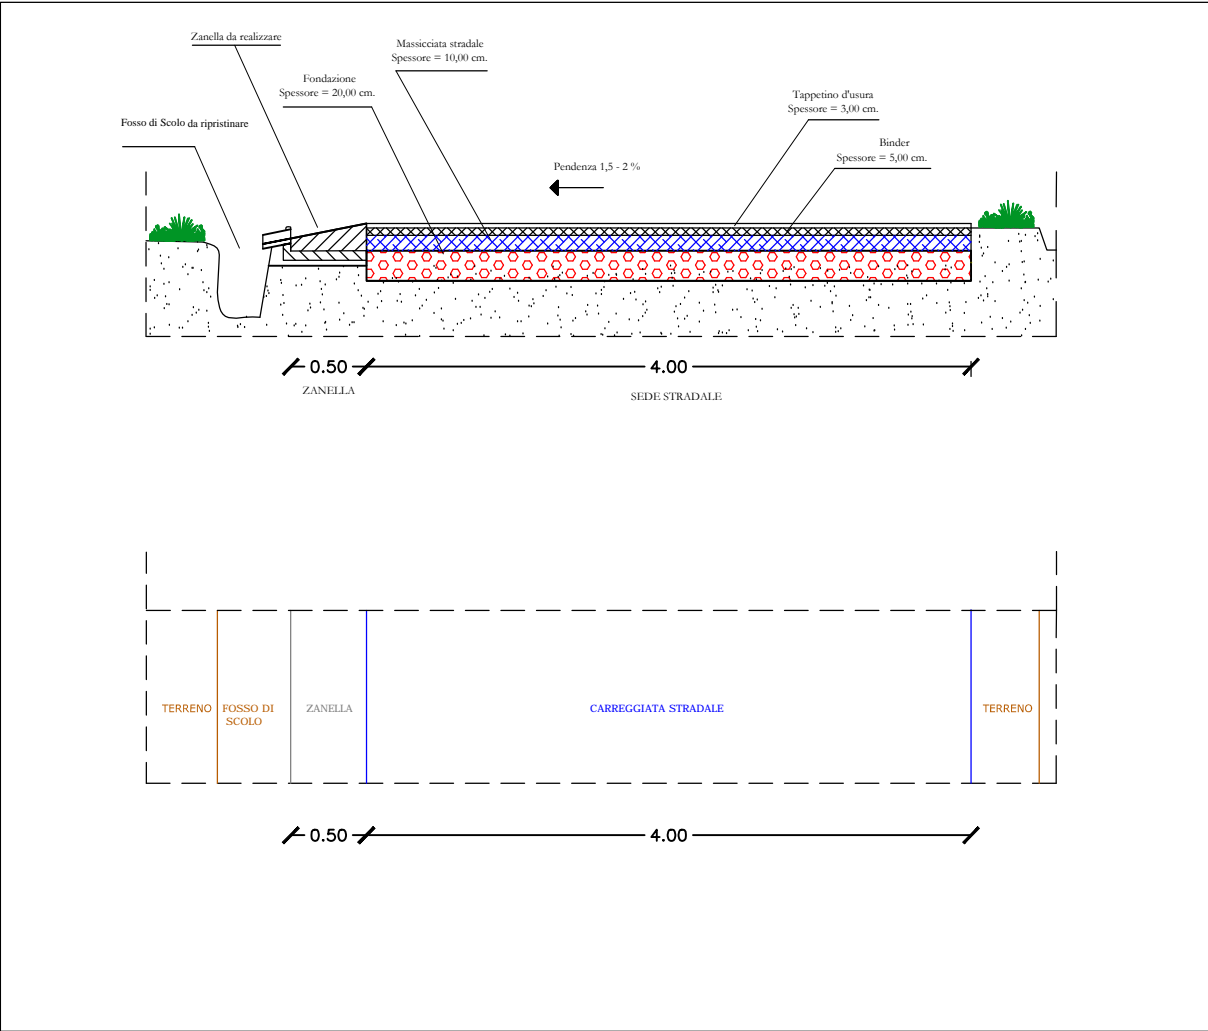 Zanella da realizzare
Massicciata stradale
Spessore = 10,00 cm.
Fondazione
Spessore = 20,00 cm.
Tappetino d'usura
Spessore = 3,00 cm.
Fosso di Scolo da ripristinare
Binder
Spessore = 5,00 cm.
Pendenza 1,5 - 2 %
0.50
4.00
ZANELLA
SEDE STRADALE
TERRENO
FOSSO DI
SCOLO
ZANELLA
CARREGGIATA STRADALE
TERRENO
0.50
4.00